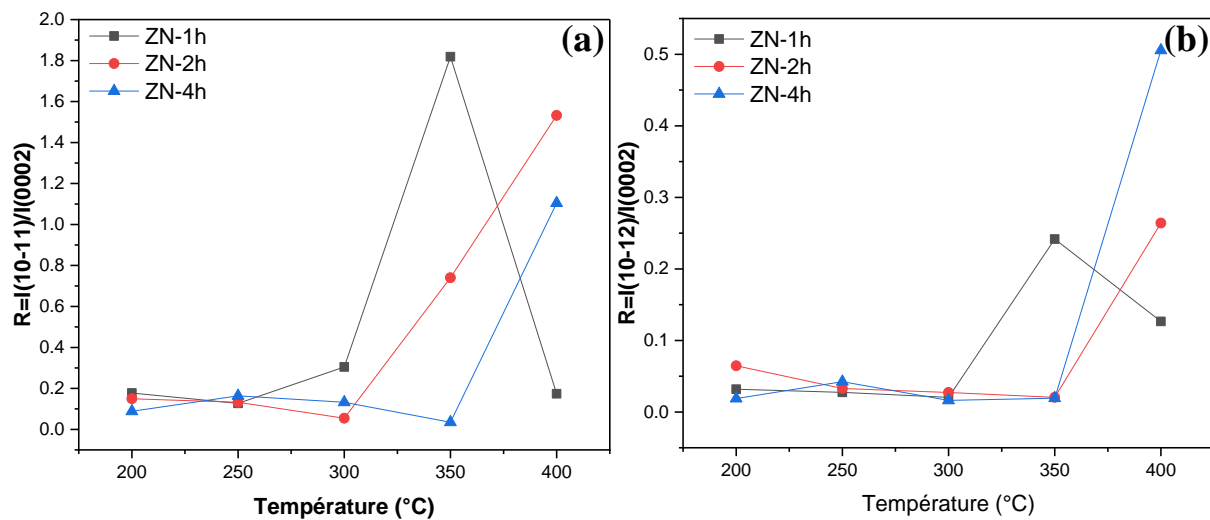 (a)
ZN-1h
ZN-2h
ZN-4h
R=I(10-11)/I(0002)
2.0
1.8
1.6
1.4
1.2
1.0
0.8
0.6
0.4
0.2
0.0
200 250 300 350 400
Température (°C)
(b)
ZN-1h
ZN-2h
ZN-4h
R=I(10-12)/I(0002)
0.5
0.4
0.3
0.2
0.1
0.0
200 250 300 350 400
Température (°C)